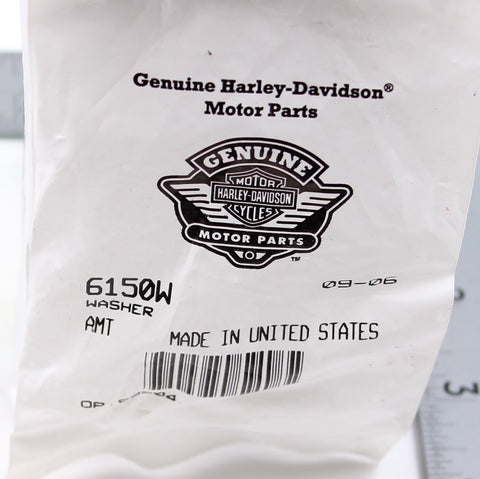 Genuine Harley-Davidson®
Motor Parts
GENUINE
MOTOR
HARLEY-DAVIDSON
CYCLES
MOTOR PARTS
™
6150W
09-06
WASHER
AMT
MADE IN UNITED STATES
3